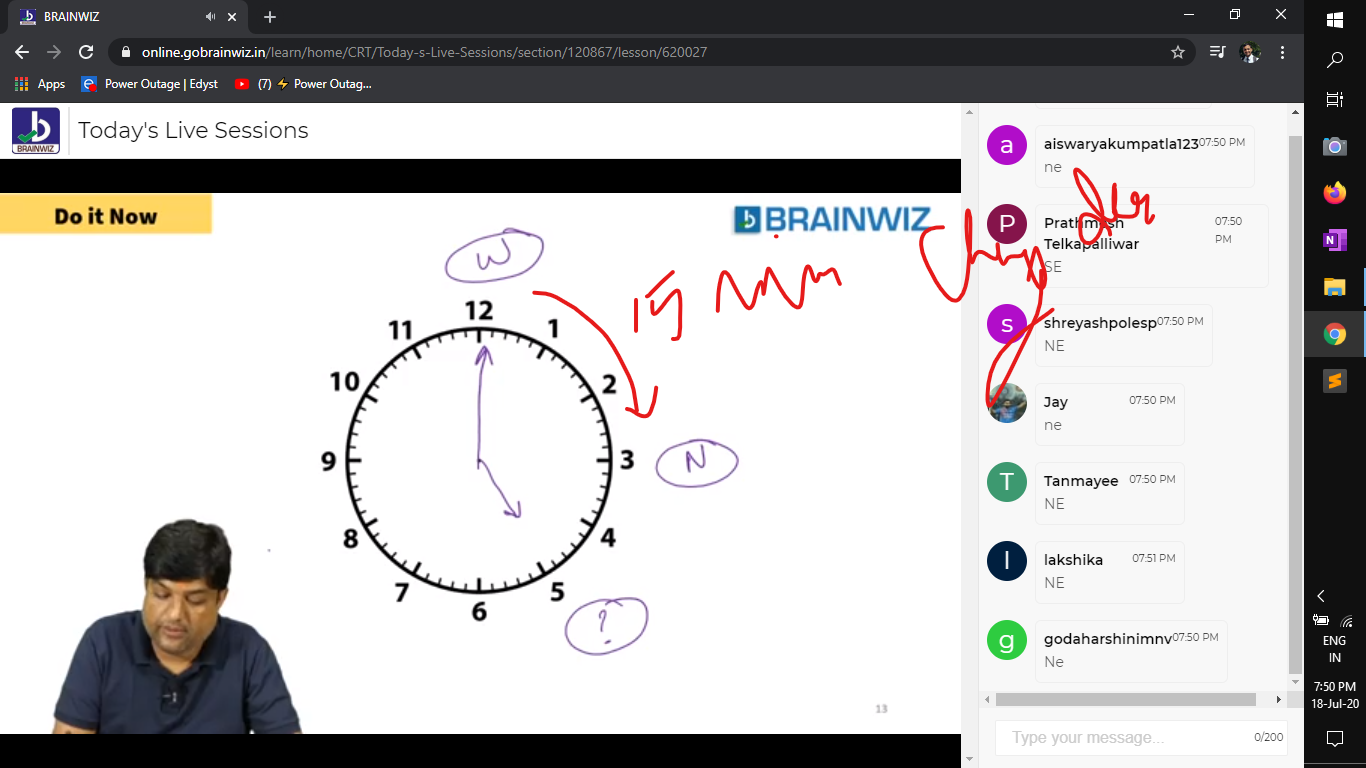 BRAINWIZ
online.gobrainwiz.in/learn/home/CRT/Today-s-Live-Sessions/section/120867/lesson/620027
Apps Power Outage | Edyst (7) ⚡ Power Outag...
BRAINWIZ Today's Live Sessions
Do it Now
BRAINWIZ
W
15 min
12
1
2
3
4
5
6
7
8
9
10
11
N
?
13
a aiswaryakumpatla123 07:50 PM
ne
P Prathmesh Telkapalliwar 07:50 PM
SE
s shreyashpolesp 07:50 PM
NE
Jay 07:50 PM
ne
T Tanmayee 07:50 PM
NE
l lakshika 07:51 PM
NE
g godaharshinimnv 07:50 PM
Ne
Type your message... 0/200
ENG
IN
7:50 PM
18-Jul-20